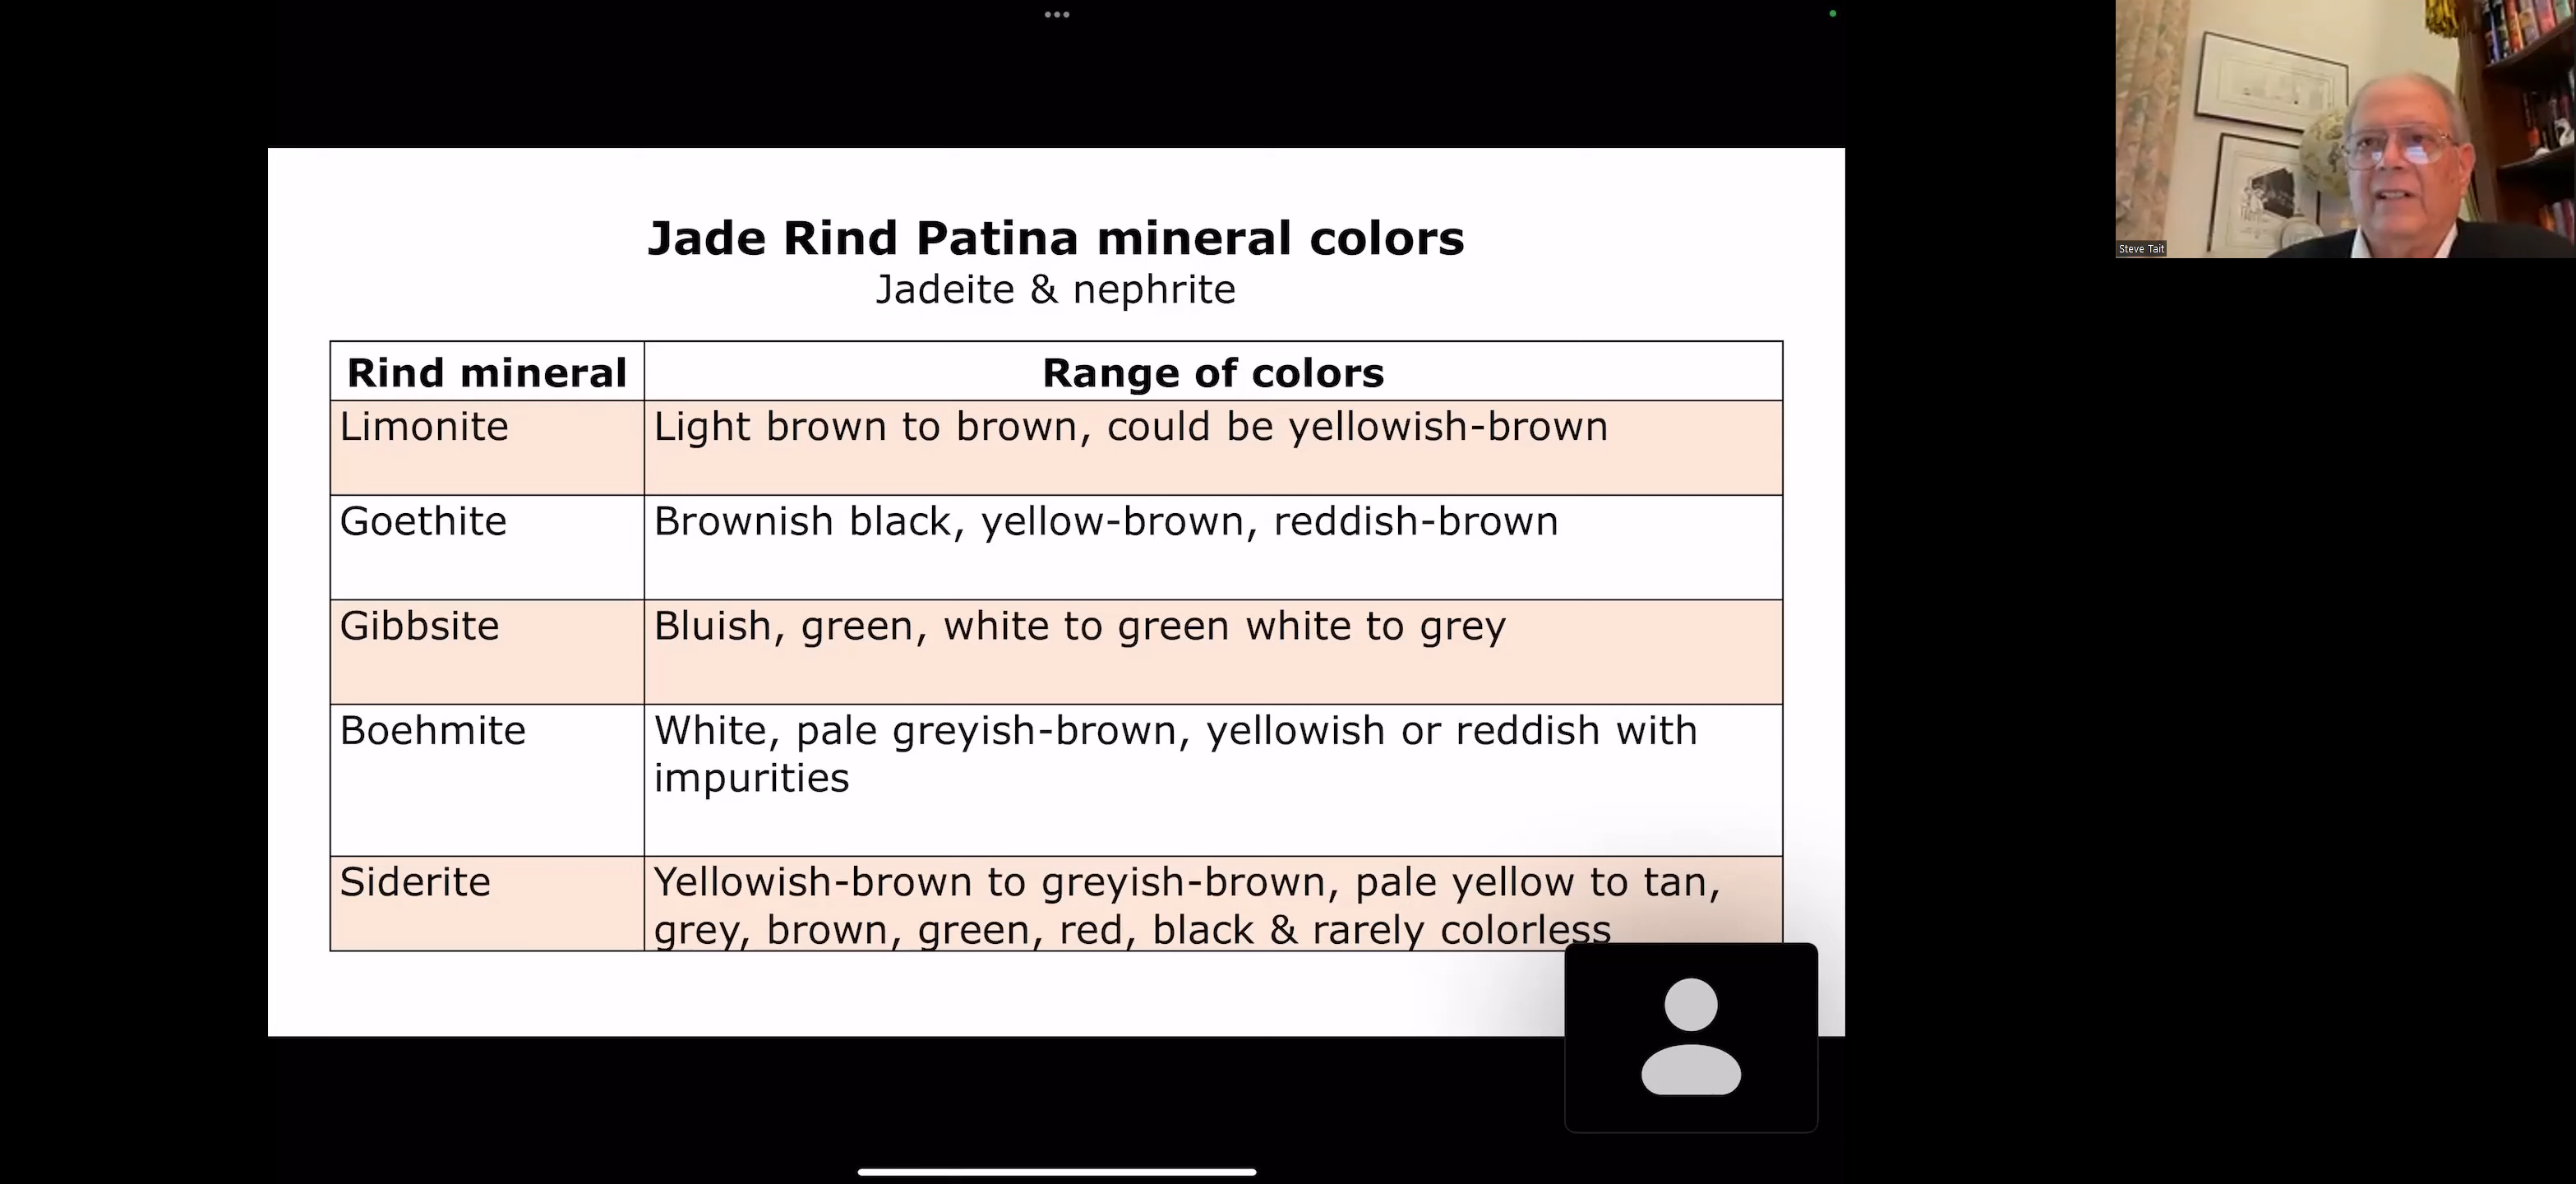 Jade Rind Patina mineral colors
Jadeite & nephrite
Rind mineral Range of colors
Limonite Light brown to brown, could be yellowish-brown
Goethite Brownish black, yellow-brown, reddish-brown
Gibbsite Bluish, green, white to green white to grey
Boehmite White, pale greyish-brown, yellowish or reddish with
impurities
Siderite Yellowish-brown to greyish-brown, pale yellow to tan,
grey, brown, green, red, black & rarely colorless
Steve Tait